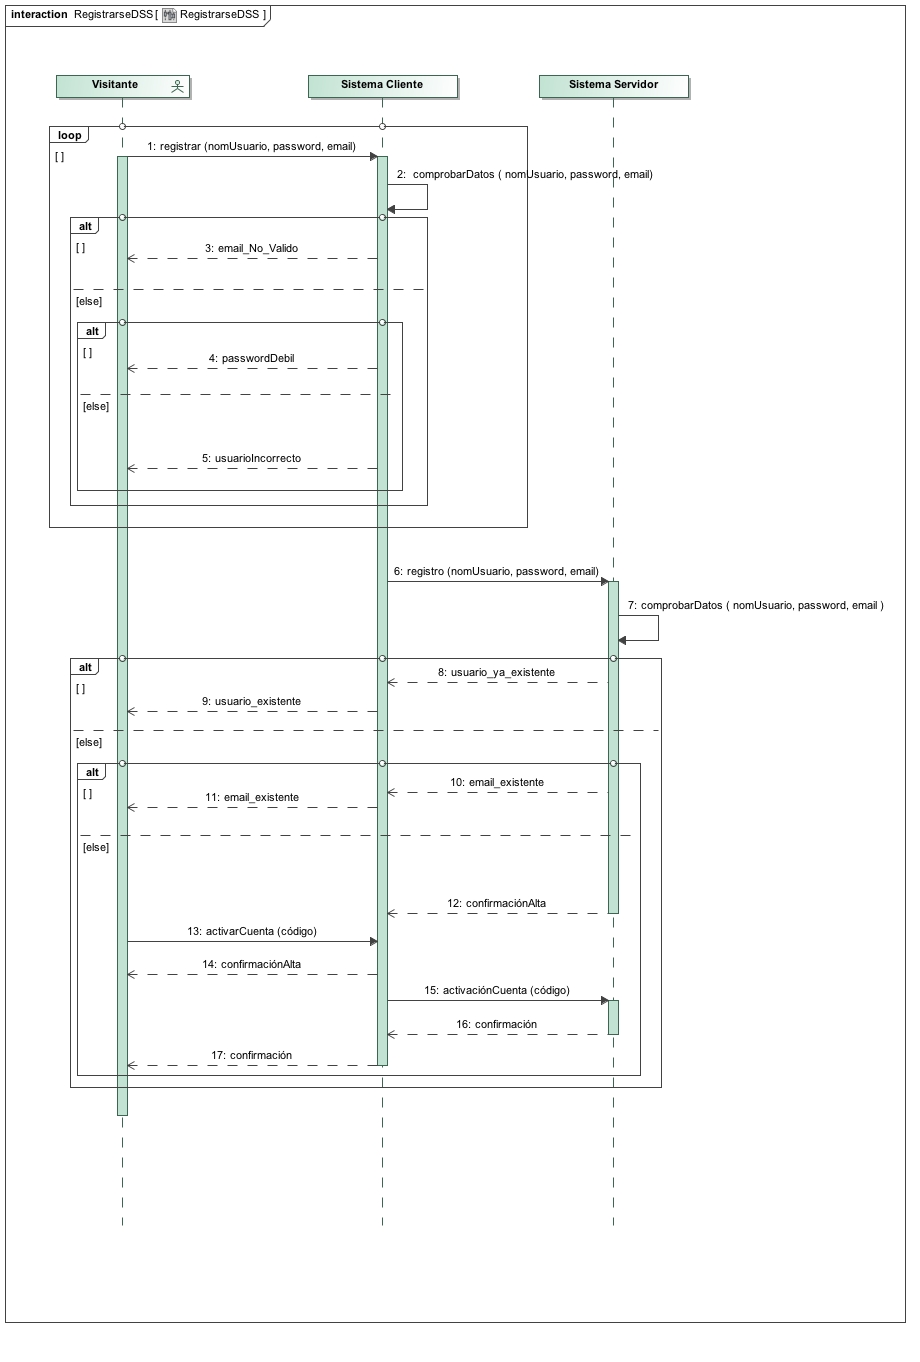 interaction RegistrarseDSS[ RegistrarseDSS ]
Visitante
Sistema Cliente
Sistema Servidor
loop
[ ]
1: registrar (nomUsuario, password, email)
2: comprobarDatos ( nomUsuario, password, email)
alt
[ ]
3: email_No_Valido
[else]
alt
[ ]
4: passwordDebil
[else]
5: usuarioIncorrecto
6: registro (nomUsuario, password, email)
7: comprobarDatos ( nomUsuario, password, email )
alt
[ ]
8: usuario_ya_existente
9: usuario_existente
[else]
alt
[ ]
10: email_existente
11: email_existente
[else]
12: confirmaciónAlta
13: activarCuenta (código)
14: confirmaciónAlta
15: activaciónCuenta (código)
16: confirmación
17: confirmación